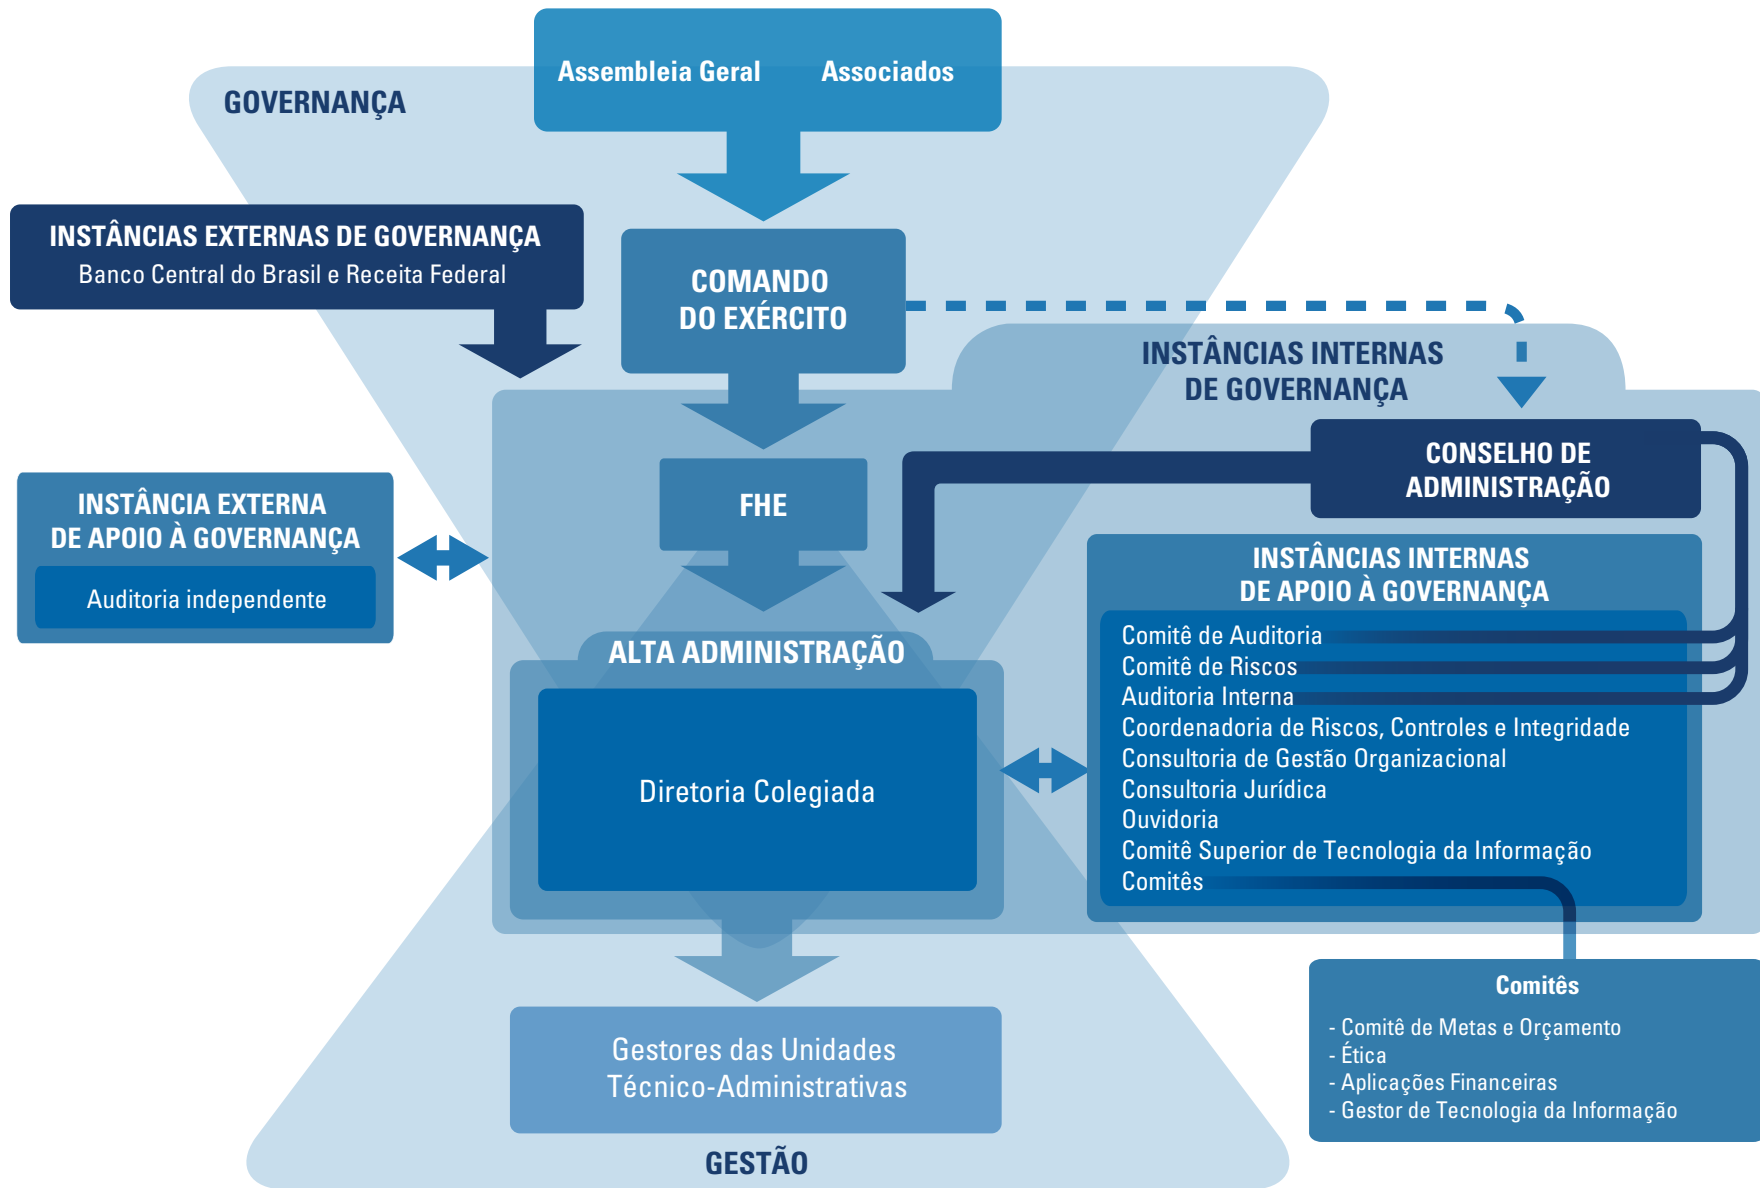 Assembleia Geral Associados
GOVERNANÇA
INSTÂNCIAS EXTERNAS DE GOVERNANÇA
Banco Central do Brasil e Receita Federal
COMANDO
DO EXÉRCITO
INSTÂNCIAS INTERNAS
DE GOVERNANÇA
CONSELHO DE
ADMINISTRAÇÃO
FHE
INSTÂNCIA EXTERNA
DE APOIO À GOVERNANÇA
Auditoria independente
INSTÂNCIAS INTERNAS
DE APOIO À GOVERNANÇA
Comitê de Auditoria
Comitê de Riscos
Auditoria Interna
Coordenadoria de Riscos, Controles e Integridade
Consultoria de Gestão Organizacional
Consultoria Jurídica
Ouvidoria
Comitê Superior de Tecnologia da Informação
Comitês
ALTA ADMINISTRAÇÃO
Diretoria Colegiada
Comitês
- Comitê de Metas e Orçamento
- Ética
- Aplicações Financeiras
- Gestor de Tecnologia da Informação
Gestores das Unidades
Técnico-Administrativas
GESTÃO